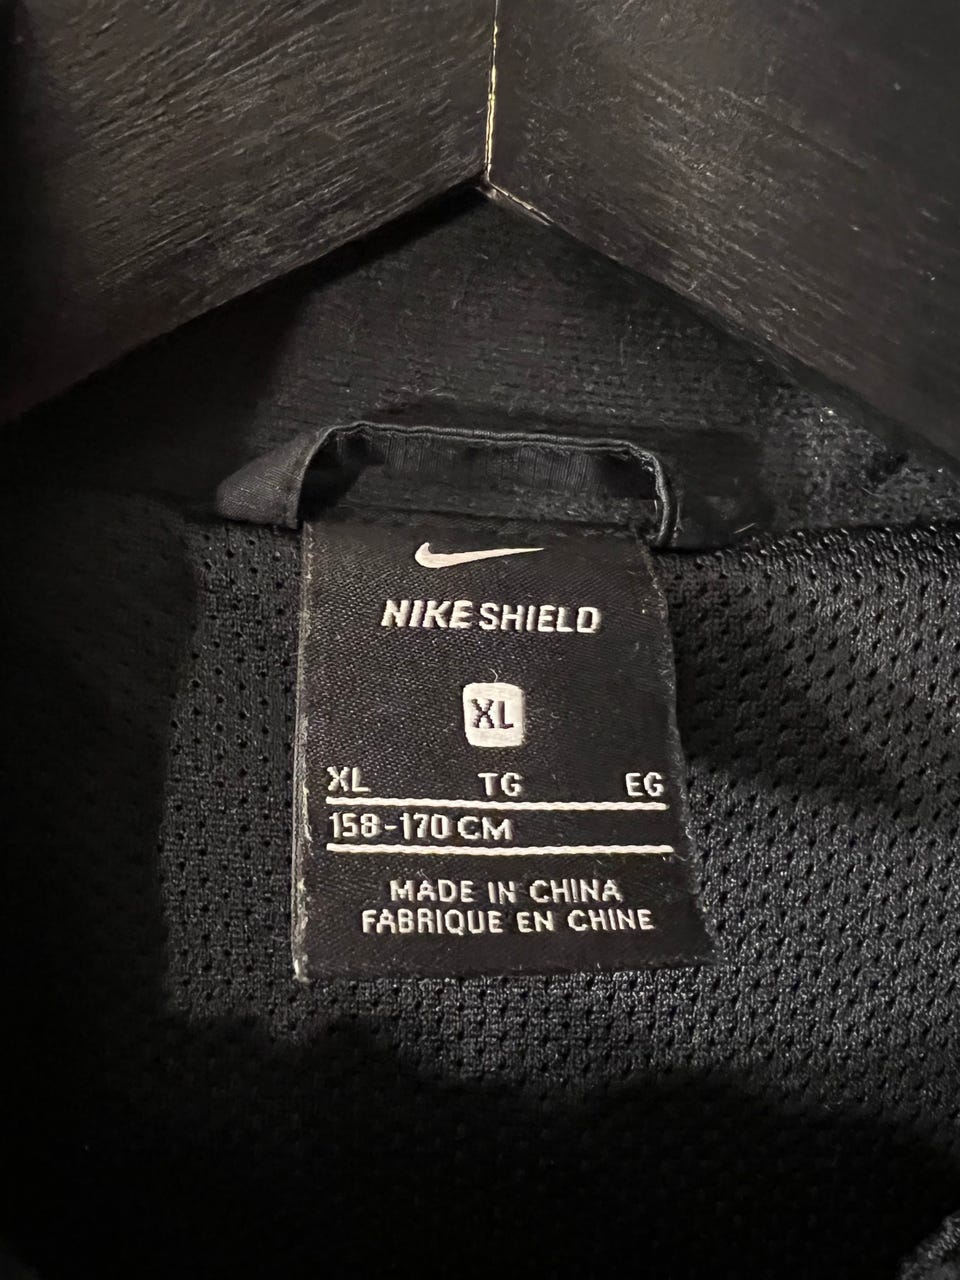 NIKE SHIELD
XL
XL TG EG
158-170 CM
MADE IN CHINA
FABRIQUE EN CHINE